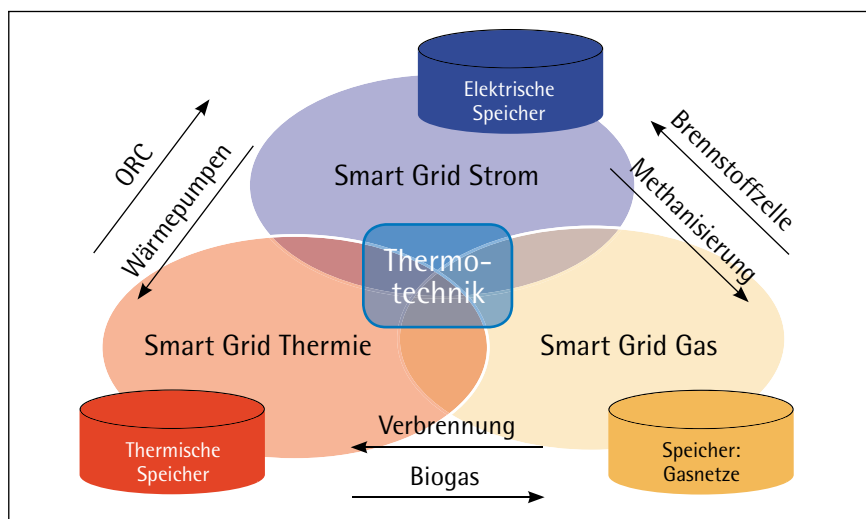 Elektrische
Speicher
ORC
Wärmepumpen
Smart Grid Strom
Brennstoffzelle
Methanisierung
Thermo-
technik
Smart Grid Thermie
Smart Grid Gas
Thermische
Speicher
Verbrennung
Biogas
Speicher:
Gasnetze